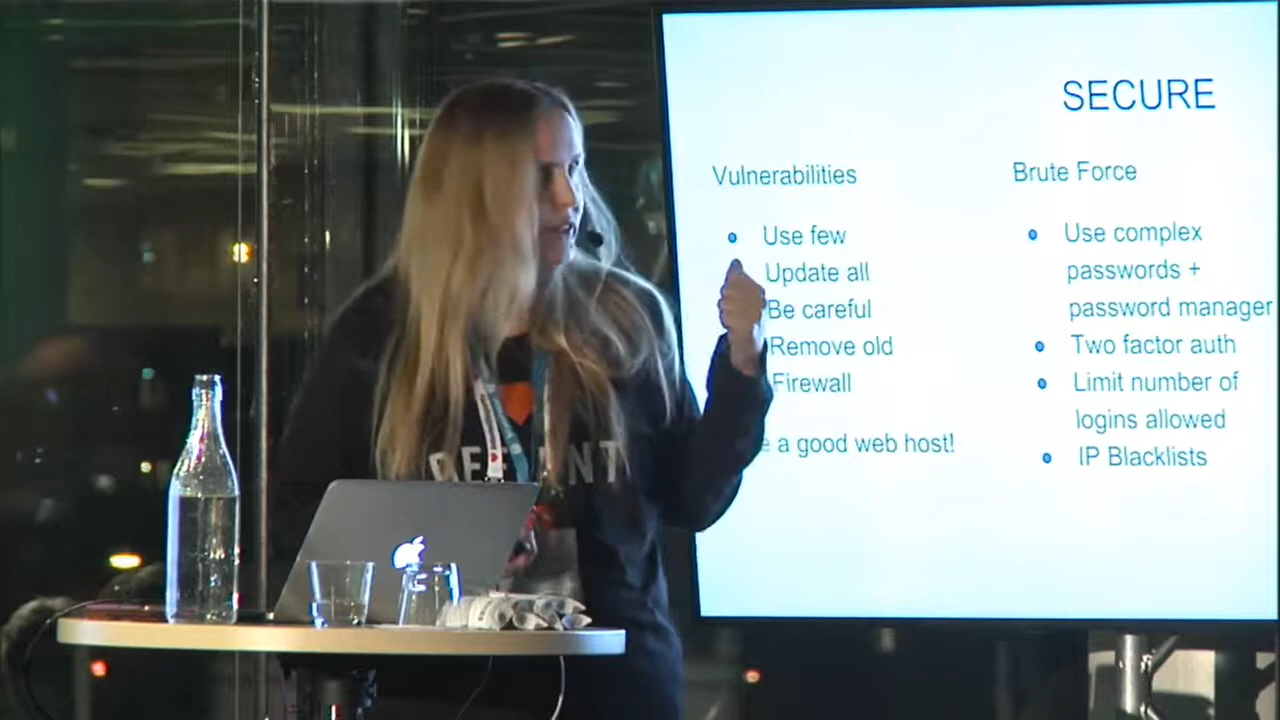 SECURE
Vulnerabilities
Use few
Update all
Be careful
Remove old
Firewall
e a good web host!
Brute Force
Use complex
passwords +
password manager
Two factor auth
Limit number of
logins allowed
IP Blacklists